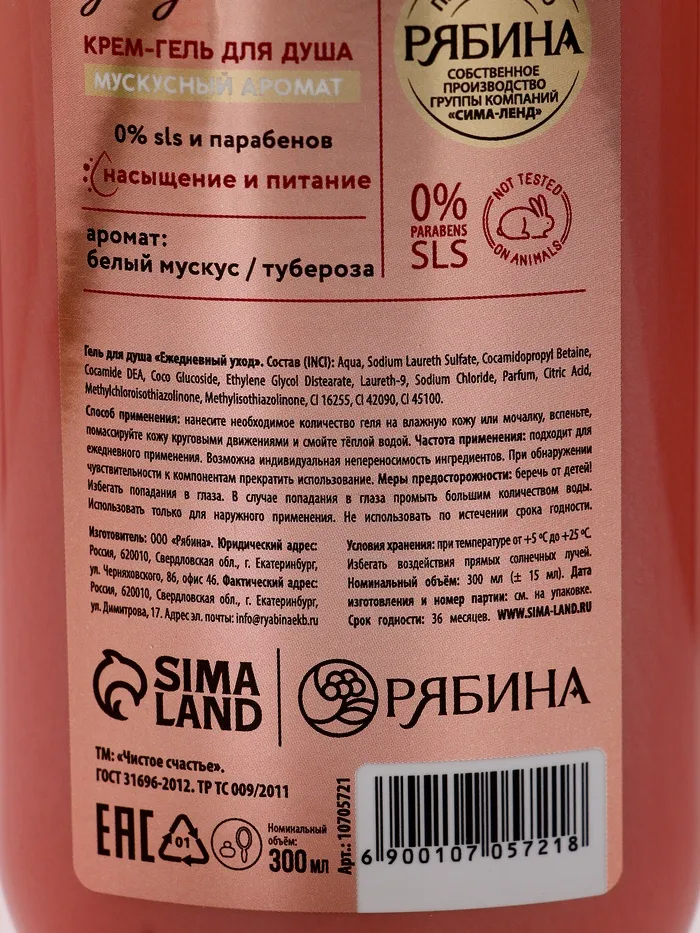 КРЕМ-ГЕЛЬ ДЛЯ ДУША
МУСКУСНЫЙ АРОМАТ
0% sls и парабенов
насыщение и питание
аромат:
белый мускус / тубероза
РЯБИНА
СОБСТВЕННОЕ
ПРОИЗВОДСТВО
ГРУППЫ КОМПАНИЙ
«СИМА-ЛЕНД»
0%
PARABENS
SLS
NOT TESTED
ON ANIMALS
Гель для душа «Ежедневный уход». Состав (INCI): Aqua, Sodium Laureth Sulfate, Cocamidopropyl Betaine,
Cocamide DEA, Coco Glucoside, Ethylene Glycol Distearate, Laureth-9, Sodium Chloride, Parfum, Citric Acid,
Methylchloroisothiazolinone, Methylisothiazolinone, CI 16255, CI 42090, CI 45100.
Способ применения: нанесите необходимое количество геля на влажную кожу или мочалку, вспеньте,
помассируйте кожу круговыми движениями и смойте тёплой водой. Частота применения: подходит для
ежедневного применения. Возможна индивидуальная непереносимость ингредиентов. При обнаружении
чувствительности к компонентам прекратить использование. Меры предосторожности: беречь от детей!
Избегать попадания в глаза. В случае попадания в глаза промыть большим количеством воды.
Использовать только для наружного применения. Не использовать по истечении срока годности.
Изготовитель: ООО «Рябина». Юридический адрес:
Россия, 620010, Свердловская обл., г. Екатеринбург,
ул. Черняховского, 86, офис 46. Фактический адрес:
Россия, 620010, Свердловская обл., г. Екатеринбург,
ул. Димитрова, 17. Адрес эл. почты: info@ryabinaekb.ru
Условия хранения: при температуре от +5 °C до +25 °C.
Избегать воздействия прямых солнечных лучей.
Номинальный объём: 300 мл (± 15 мл). Дата
изготовления и номер партии: см. на упаковке.
Срок годности: 36 месяцев. WWW.SIMA-LAND.RU
SIMA
LAND
РЯБИНА
ТМ: «Чистое счастье».
ГОСТ 31696-2012. ТР ТС 009/2011
EAC
01
Номинальный
объём:
300 мл
Арт.: 10705721
6 900107 057218